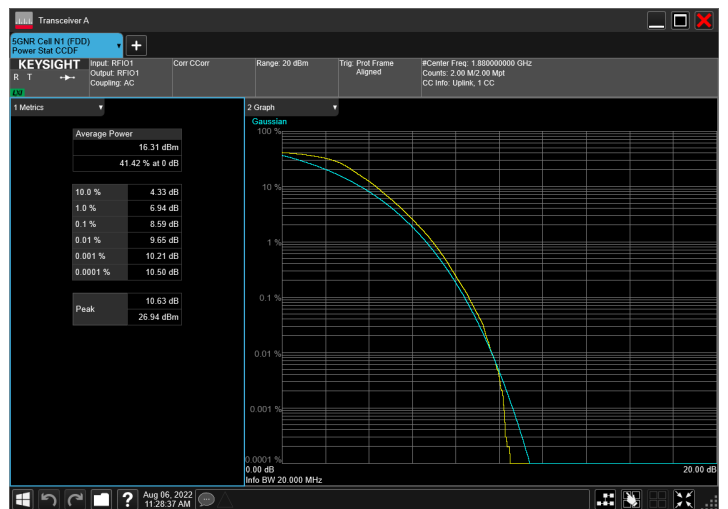 Transceiver A
5GNR Cell N1 (FDD)
Power Stat CCDF
KEYSIGHT
R T
LXI
Input: RFIO1
Output: RFIO1
Coupling: AC
Corr CCorr
Range: 20 dBm
Trig: Prot Frame
Aligned
#Center Freq: 1.880000000 GHz
Counts: 2.00 M/2.00 Mpt
CC Info: Uplink, 1 CC
1 Metrics
Average Power
16.31 dBm
41.42 % at 0 dB
10.0 % 4.33 dB
1.0 % 6.94 dB
0.1 % 8.59 dB
0.01 % 9.65 dB
0.001 % 10.21 dB
0.0001 % 10.50 dB
Peak
10.63 dB
26.94 dBm
2 Graph
Gaussian
100 %
10 %
1 %
0.1 %
0.01 %
0.001 %
0.0001 %
0.00 dB
20.00 dB
Info BW 20.000 MHz
?
Aug 06, 2022
11:28:37 AM